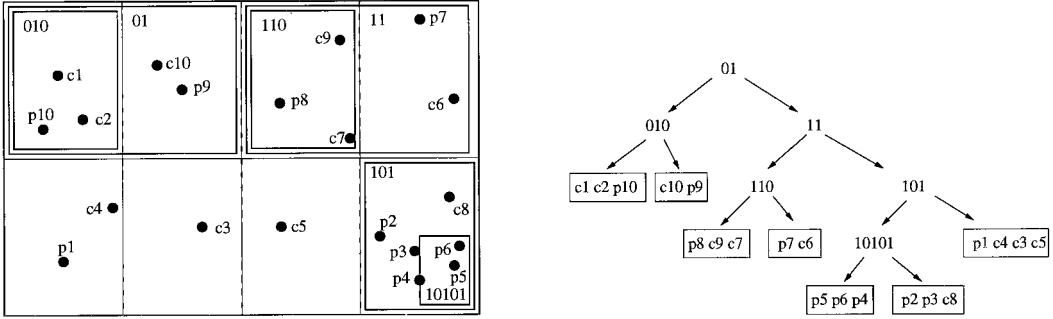 010
01
110
11
p7
c9
c1
c10
p9
p8
c6
p10
c2
c7
101
c4
c8
p2
c3
c5
p1
p3
p6
p4
p5
10101
01
010
11
c1 c2 p10
c10 p9
110
101
p8 c9 c7
p7 c6
10101
p1 c4 c3 c5
p5 p6 p4
p2 p3 c8